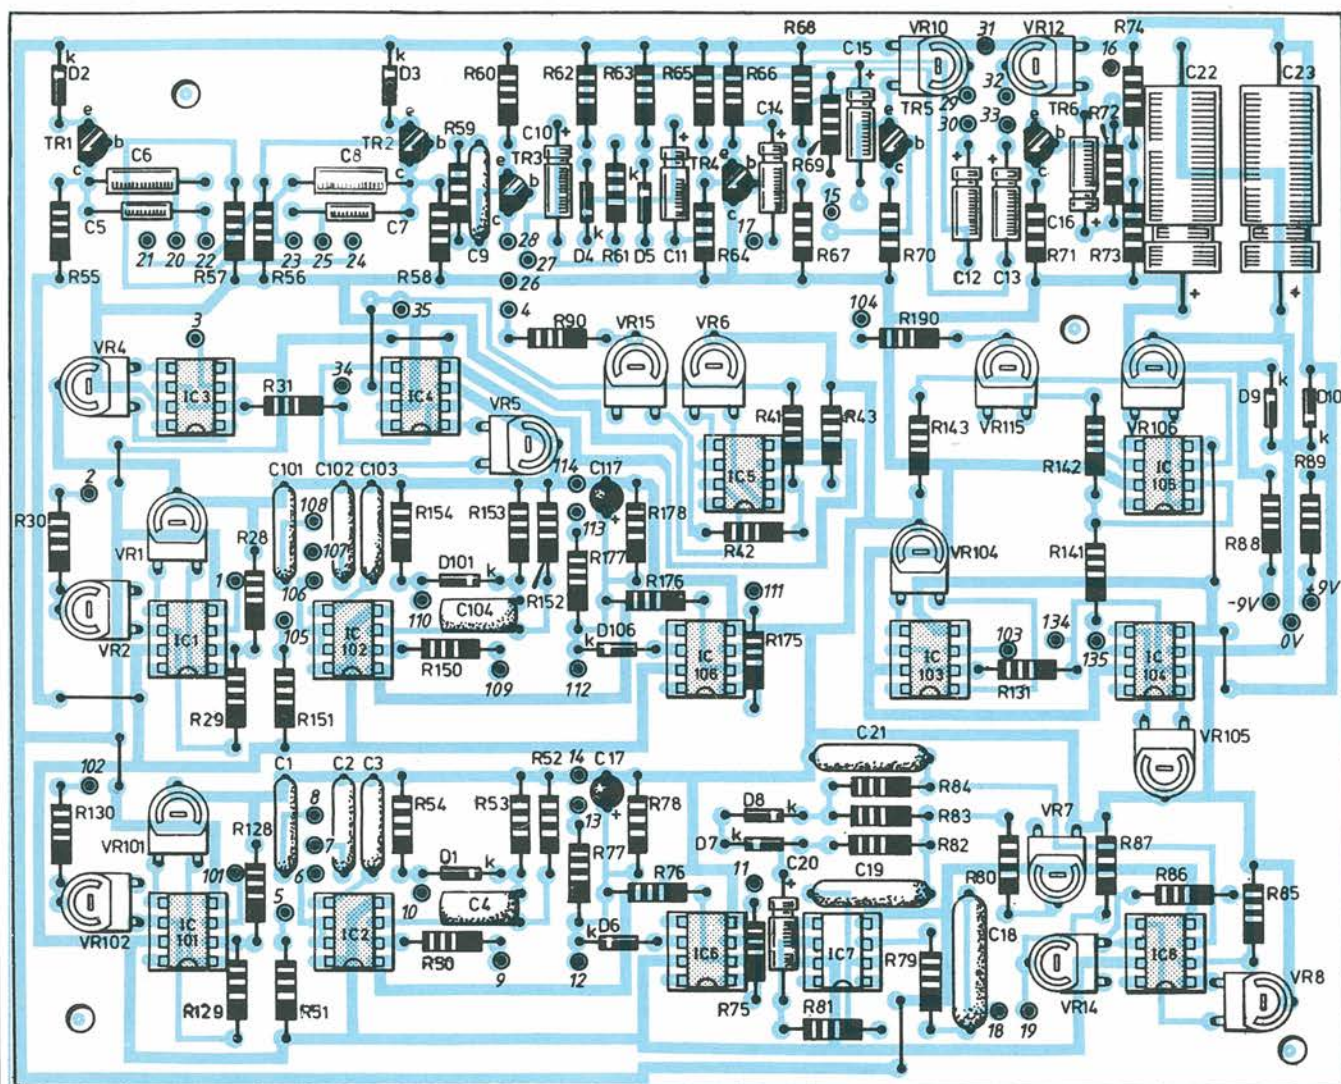 R68 VR10 31 VR12 R74
k D2 k D3 R60 R62 R63 R65 R66 C15 16 C22 C23
TR5 29 32 TR6 R72
e TR1 b c C6 C8 e TR2 b c R59 C10 + TR3 e b c + TR4 e b c C14 + R69 + e b c 30 33 e b c
k
C5 C7 15 C16 +
21 20 22 23 25 24 28 D4 k R61 D5 C11 17
R55 R57 R56 R58 C9 27 R64 R67 R70 C12 C13 R71 R73
26 + +
3 35 4 104
VR4 R90 VR15 VR6 R190
IC3 R31 34 IC4 k D9 D10 k
VR5 R41 R43 R143 VR115 VR106
114 C117 IC5 R142 IC 105 R89
2 C101 C102 C103
R30 108 R154 R153 113 + R178
VR1 R28 107 R177 R42 VR104 R141 R88
1 106 D101 k R152 R176 111 -9V +9V
VR2 IC1 105 IC 102 110 C104 k D106 0V
R150 IC 106 R175 103 134
109 112 IC 103 R131 135 IC 104
R29 R151
C21 VR105
102 C1 C2 C3 R52 14 C17
R130 8 R54 R53 13 + R78 D8 k R84
VR101 R128 7 D7 k R83 VR7
101 6 D1 k R77 R82 R87
5 10 C4 R76 11 C20 + C19 R80 R86 R85
VR102 IC 101 IC2 R50 k D6 IC6 IC7 C18 IC8
9 12 R79 VR14 VR8
R129 R51 R75 R81 18 19